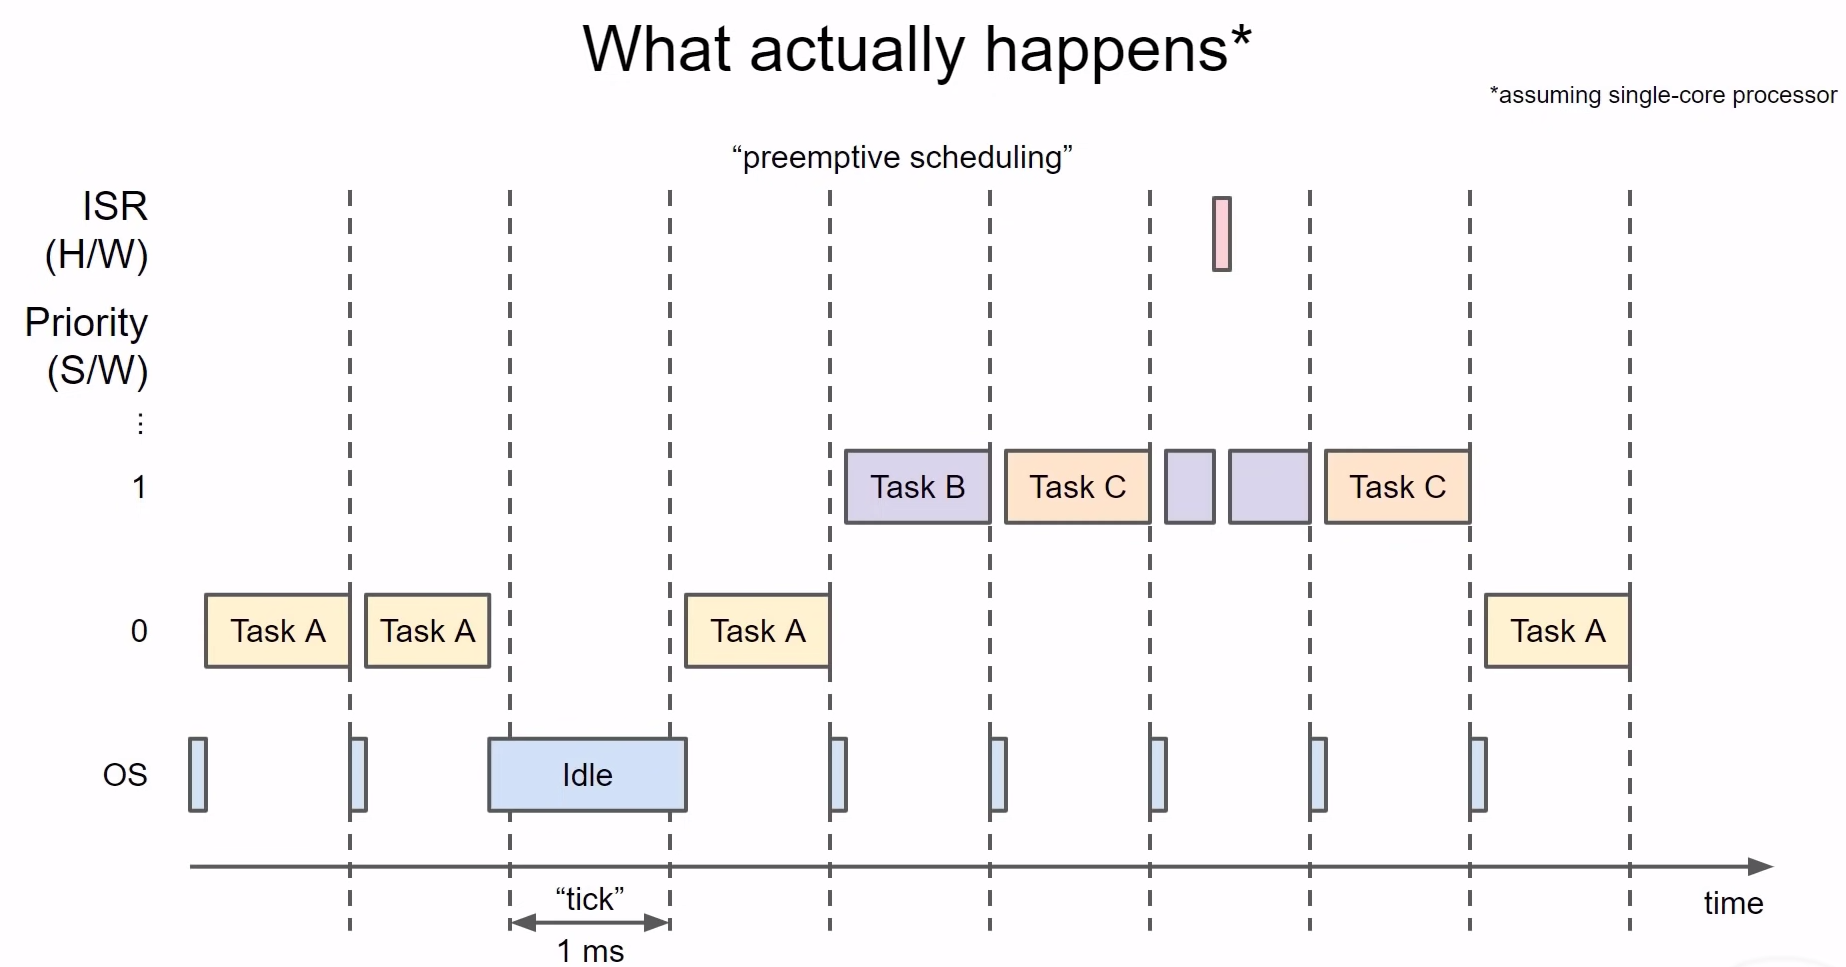 What actually happens*
*assuming single-core processor
“preemptive scheduling”
ISR
(H/W)
Priority
(S/W)
⋮
1
Task B
Task C
Task C
0
Task A
Task A
Task A
Task A
OS
Idle
“tick”
time
1 ms